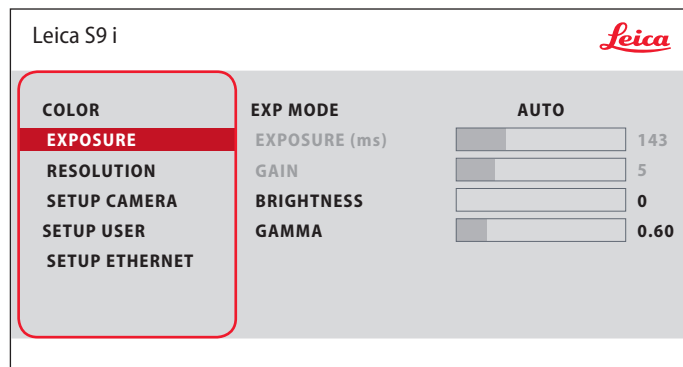 Leica S9 i
Leica
COLOR
EXPOSURE
RESOLUTION
SETUP CAMERA
SETUP USER
SETUP ETHERNET
EXP MODE AUTO
EXPOSURE (ms) 143
GAIN 5
BRIGHTNESS 0
GAMMA 0.60